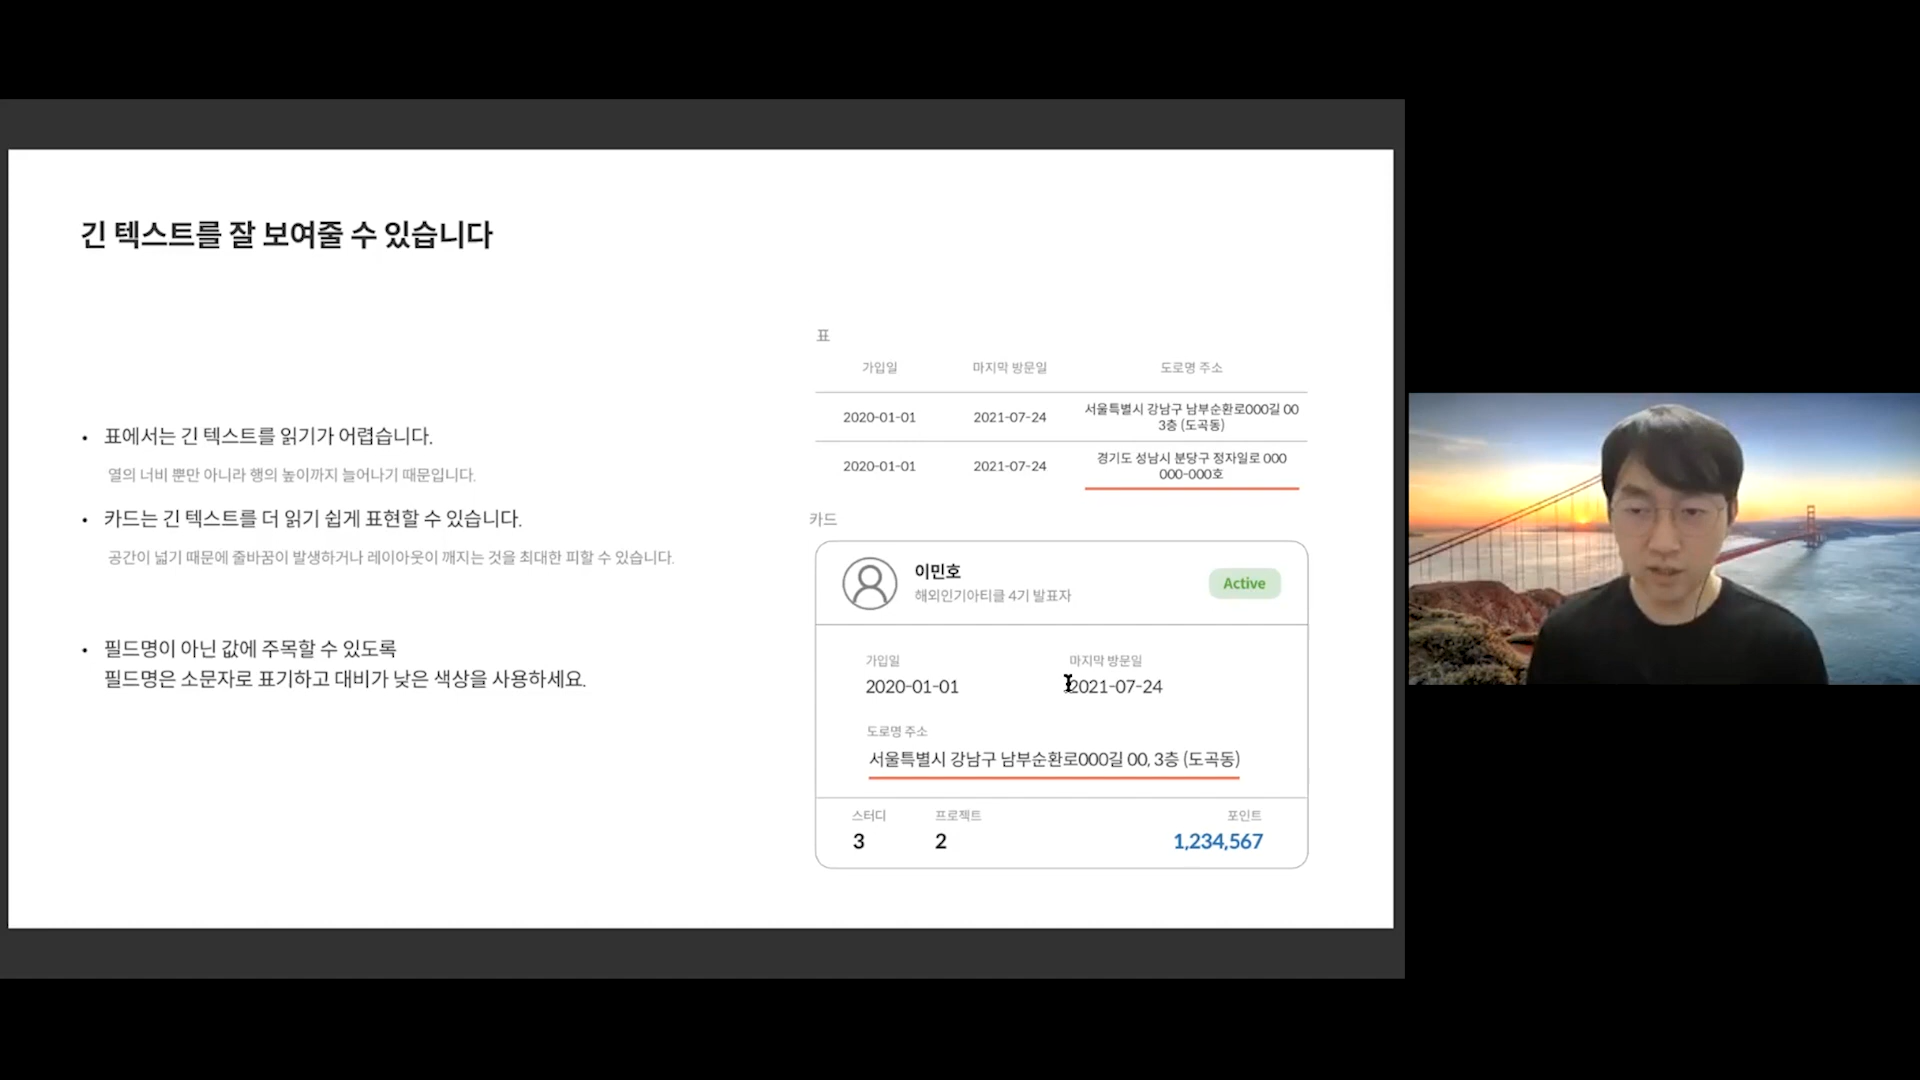 긴 텍스트를 잘 보여줄 수 있습니다
• 표에서는 긴 텍스트를 읽기가 어렵습니다.
열의 너비 뿐만 아니라 행의 높이까지 늘어나기 때문입니다.
• 카드는 긴 텍스트를 더 읽기 쉽게 표현할 수 있습니다.
공간이 넓기 때문에 줄바꿈이 발생하거나 레이아웃이 깨지는 것을 최대한 피할 수 있습니다.
• 필드명이 아닌 값에 주목할 수 있도록
필드명은 소문자로 표기하고 대비가 낮은 색상을 사용하세요.
표
가입일 마지막 방문일 도로명 주소
2020-01-01 2021-07-24 서울특별시 강남구 남부순환로000길 00
3층 (도곡동)
2020-01-01 2021-07-24 경기도 성남시 분당구 정자일로 000
000-000호
카드
이민호
해외인기아티클 4기 발표자
Active
가입일 마지막 방문일
2020-01-01 2021-07-24
도로명 주소
서울특별시 강남구 남부순환로000길 00, 3층 (도곡동)
스터디 프로젝트 포인트
3 2 1,234,567